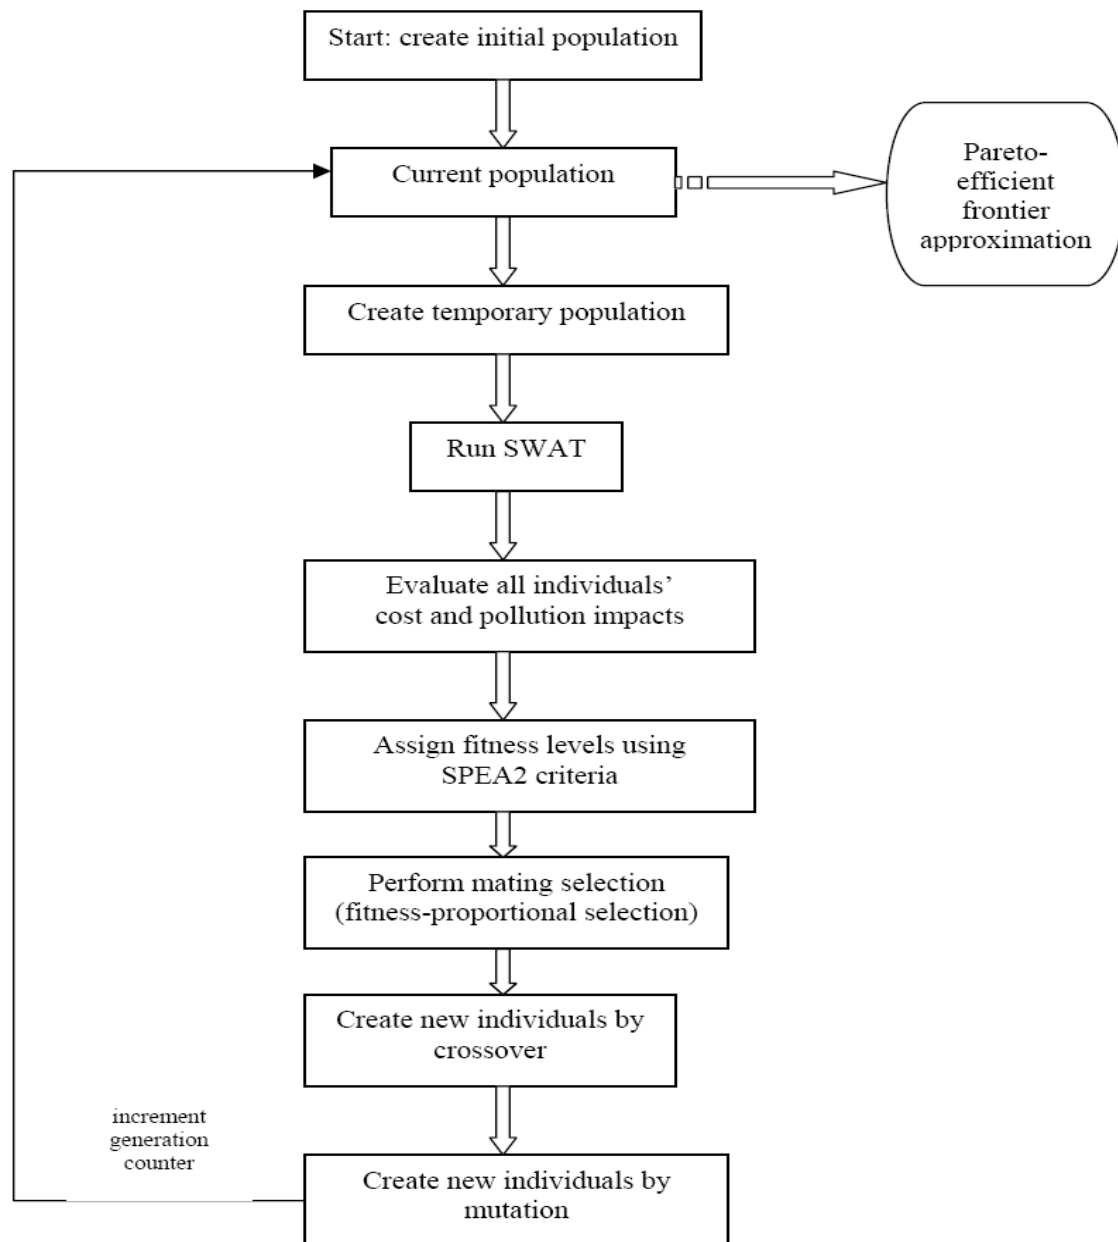 Start: create initial population
Current population
Pareto-
efficient
frontier
approximation
Create temporary population
Run SWAT
Evaluate all individuals’
cost and pollution impacts
Assign fitness levels using
SPEA2 criteria
Perform mating selection
(fitness-proportional selection)
Create new individuals by
crossover
increment
generation
counter
Create new individuals by
mutation